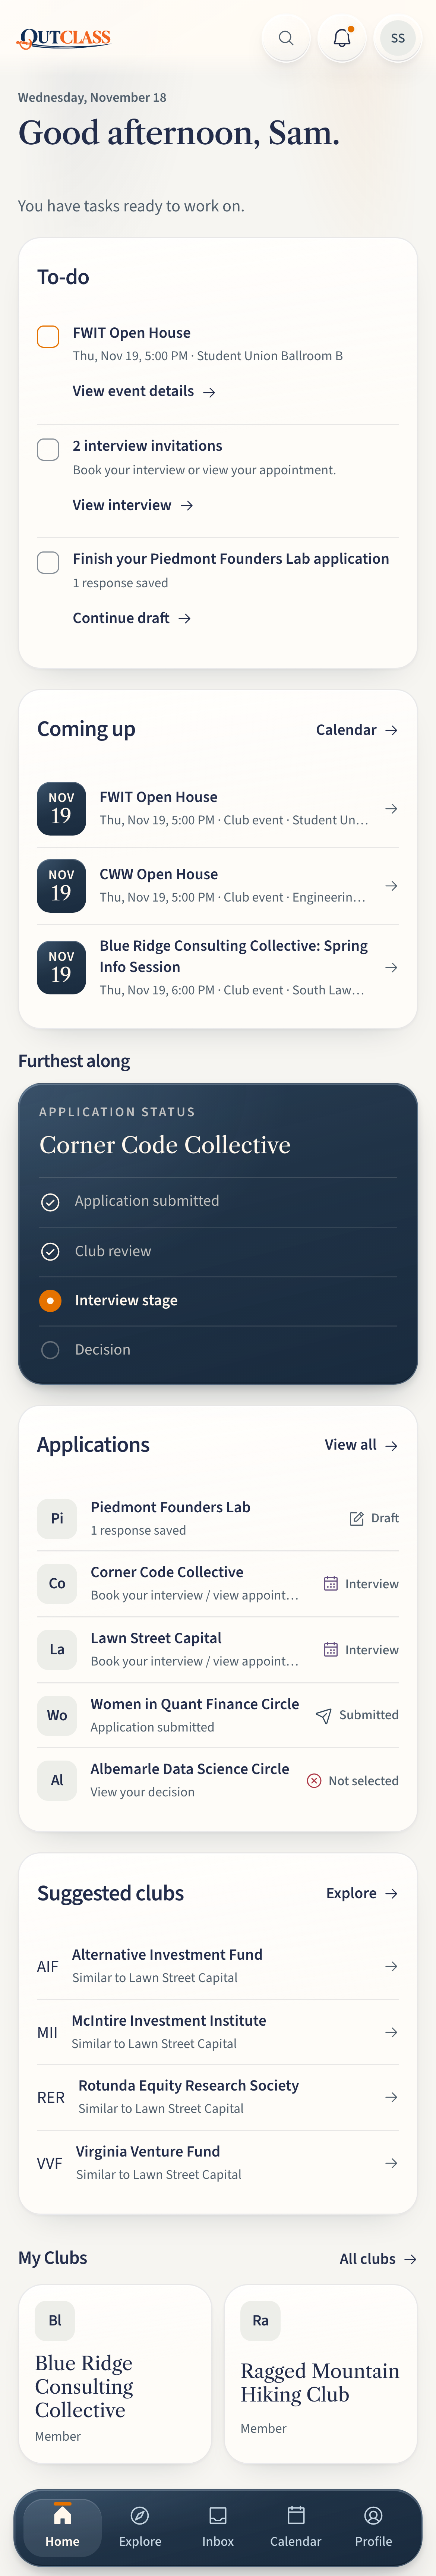 OUTCLASS
SS
Wednesday, November 18
Good afternoon, Sam.
You have tasks ready to work on.
To-do
FWIT Open House
Thu, Nov 19, 5:00 PM · Student Union Ballroom B
View event details →
2 interview invitations
Book your interview or view your appointment.
View interview →
Finish your Piedmont Founders Lab application
1 response saved
Continue draft →
Coming up
Calendar →
NOV
19
FWIT Open House
Thu, Nov 19, 5:00 PM · Club event · Student Un…
NOV
19
CWW Open House
Thu, Nov 19, 5:00 PM · Club event · Engineerin…
NOV
19
Blue Ridge Consulting Collective: Spring
Info Session
Thu, Nov 19, 6:00 PM · Club event · South Law…
Furthest along
APPLICATION STATUS
Corner Code Collective
Application submitted
Club review
Interview stage
Decision
Applications
View all →
Pi
Piedmont Founders Lab
1 response saved
Draft
Co
Corner Code Collective
Book your interview / view appoint…
Interview
La
Lawn Street Capital
Book your interview / view appoint…
Interview
Wo
Women in Quant Finance Circle
Application submitted
Submitted
Al
Albemarle Data Science Circle
View your decision
Not selected
Suggested clubs
Explore →
AIF
Alternative Investment Fund
Similar to Lawn Street Capital
MII
McIntire Investment Institute
Similar to Lawn Street Capital
RER
Rotunda Equity Research Society
Similar to Lawn Street Capital
VVF
Virginia Venture Fund
Similar to Lawn Street Capital
My Clubs
All clubs →
Bl
Blue Ridge
Consulting
Collective
Member
Ra
Ragged Mountain
Hiking Club
Member
Home
Explore
Inbox
Calendar
Profile